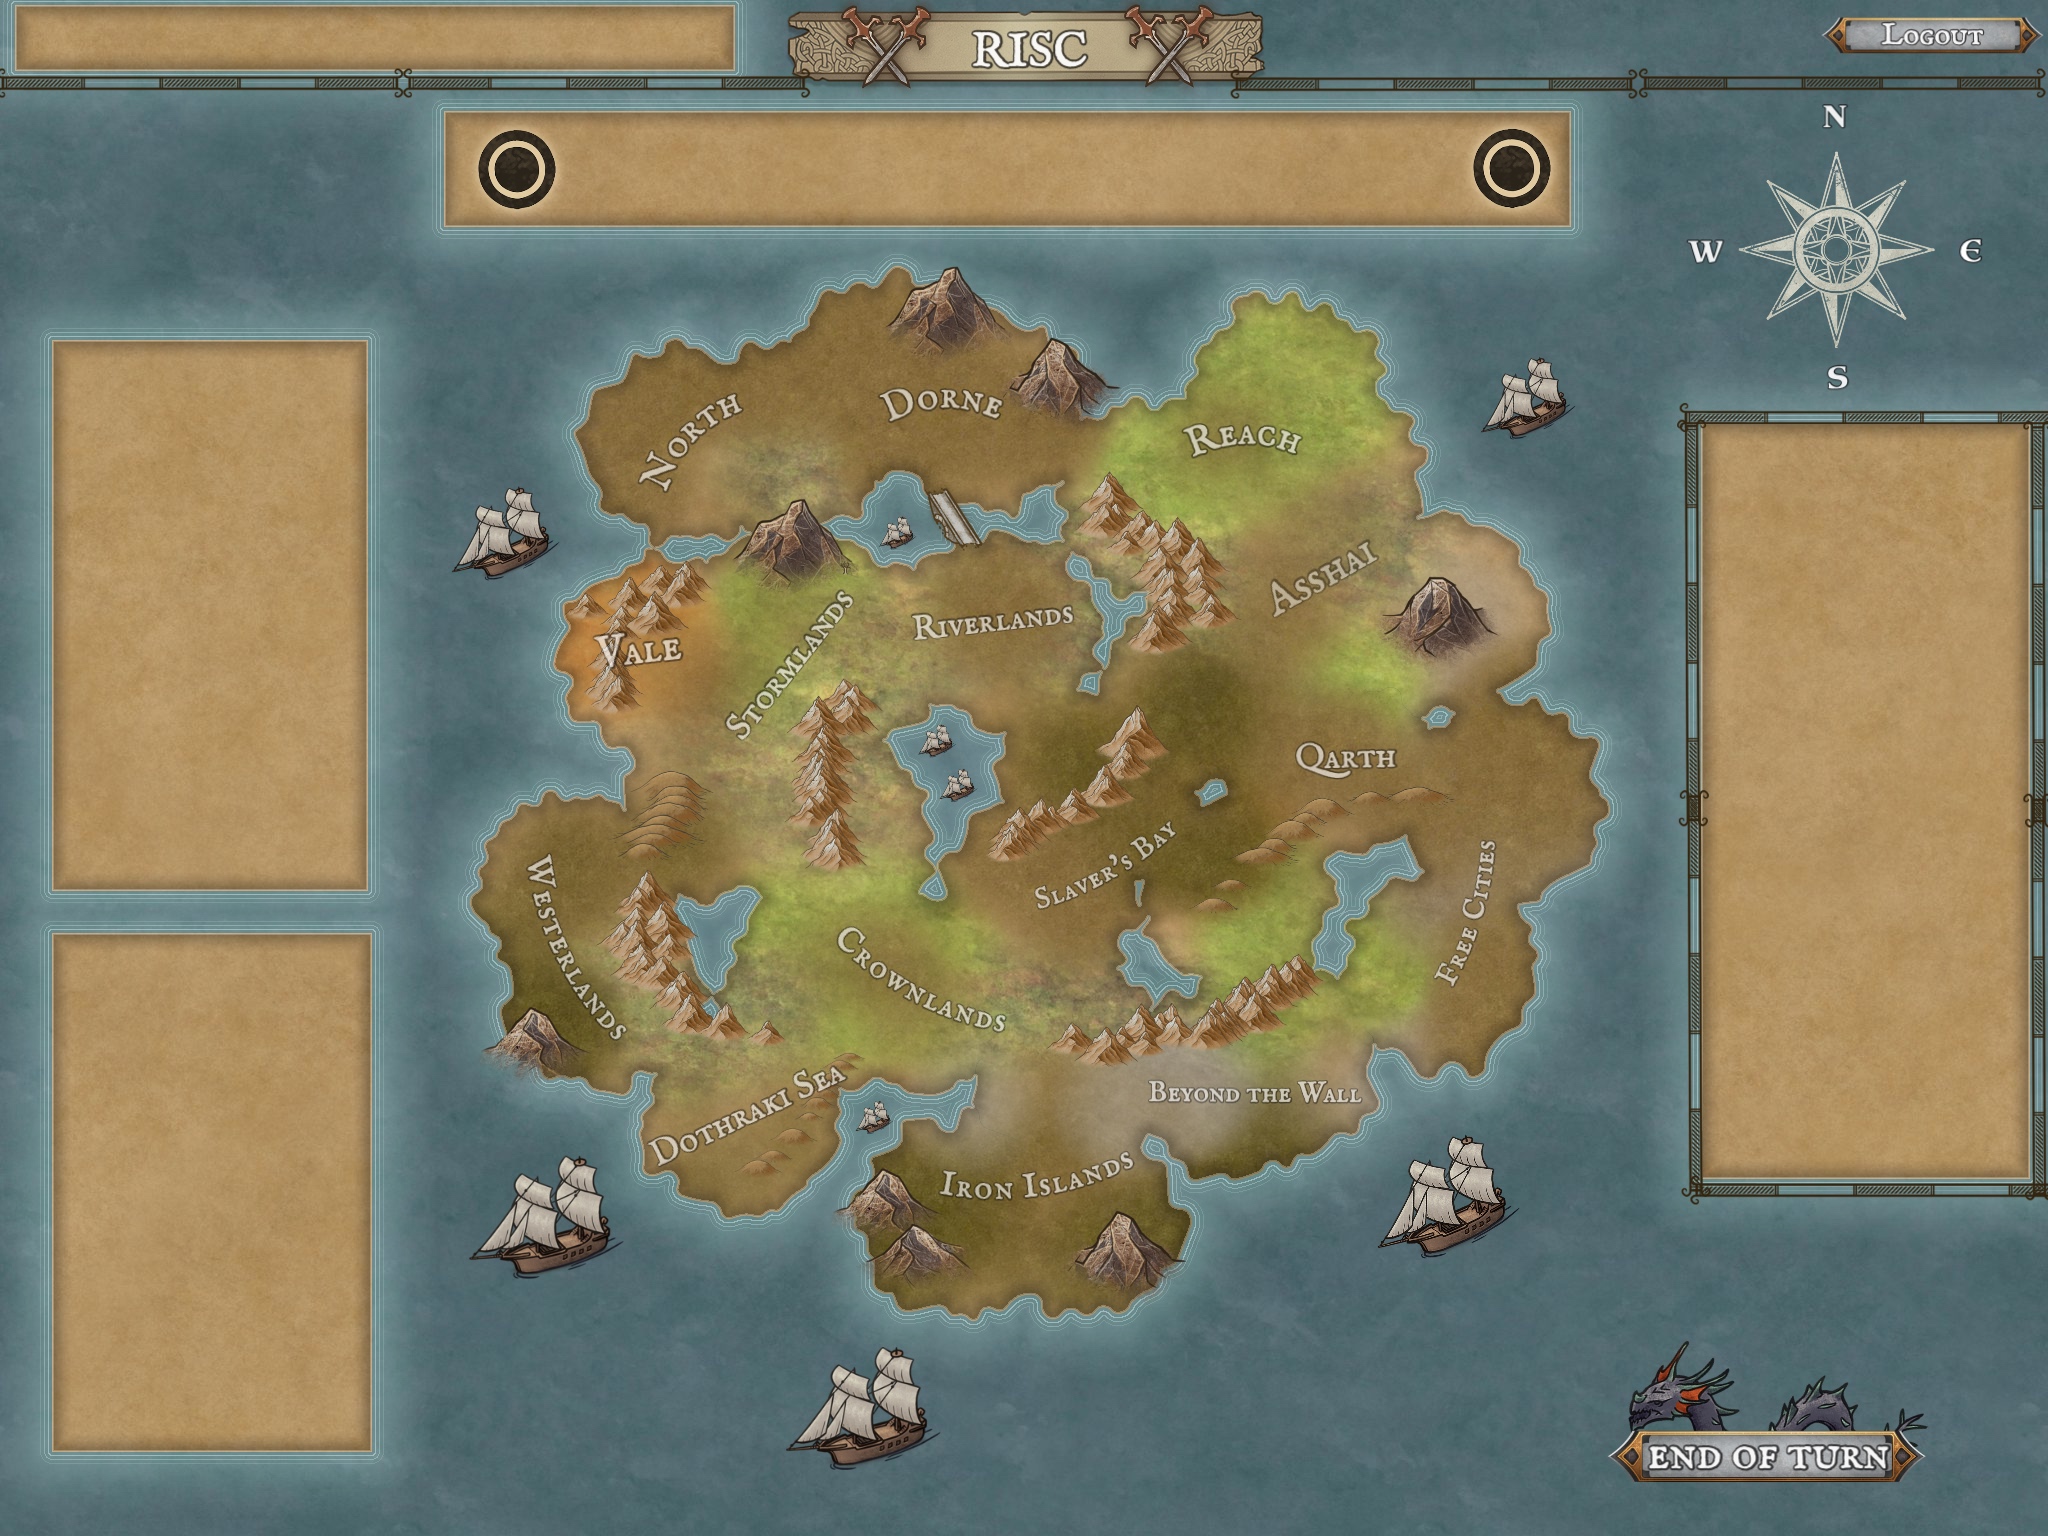 RISC
LOGOUT
N
W
E
S
NORTH
DORNE
REACH
ASSHAI
VALE
STORMLANDS
RIVERLANDS
QARTH
SLAVER'S BAY
WESTERLANDS
FREE CITIES
CROWNLANDS
DOTHRAKI SEA
BEYOND THE WALL
IRON ISLANDS
END OF TURN